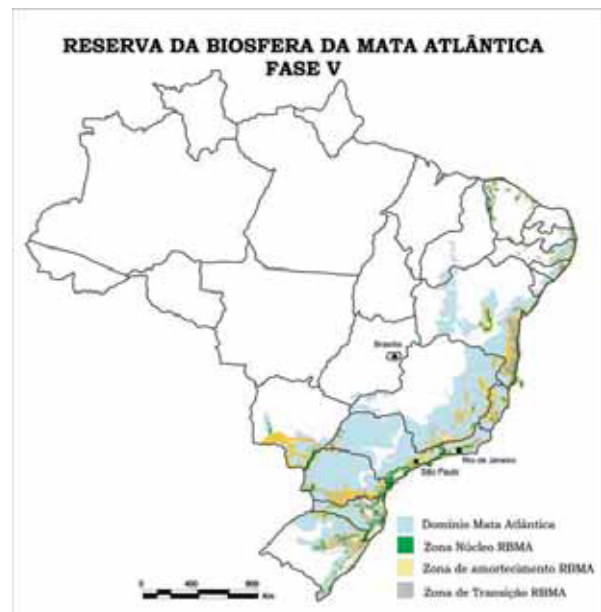 RESERVA DA BIOSFERA DA MATA ATLÂNTICA
FASE V
Brasília
Rio de Janeiro
São Paulo
Domínio Mata Atlântica
Zona Núcleo RBMA
Zona de amortecimento RBMA
Zona de Transição RBMA
0 400 800
Km